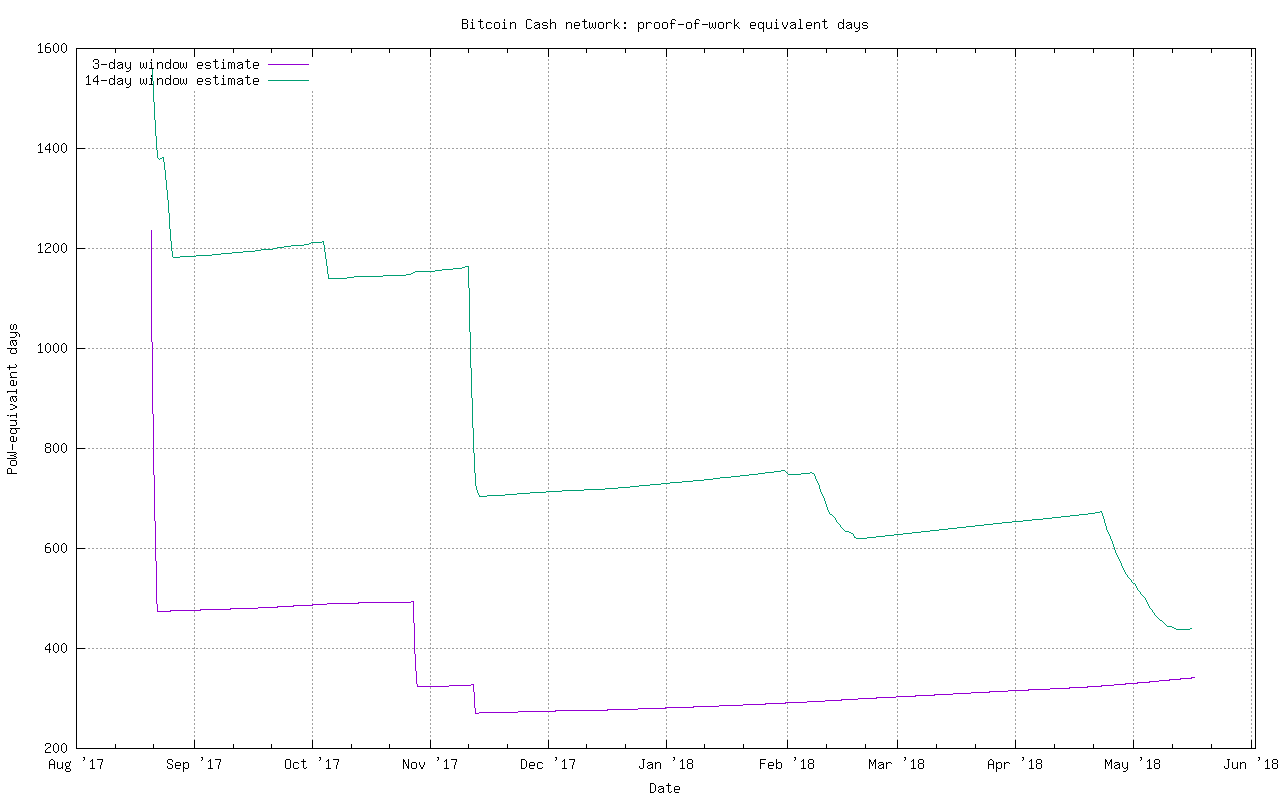 Bitcoin Cash network: proof-of-work equivalent days
1600
3-day window estimate
14-day window estimate
1400
1200
1000
PoW-equivalent days
800
600
400
200
Aug '17 Sep '17 Oct '17 Nov '17 Dec '17 Jan '18 Feb '18 Mar '18 Apr '18 May '18 Jun '18
Date